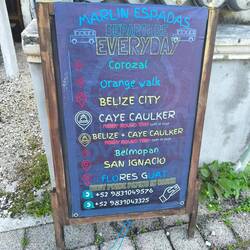 MARLIN ESPADAS
DEPARTURE
EVERYDAY
Corozal
Orange walk
BELIZE CITY
CAYE CAULKER
BELIZE + CAYE CAULKER
Belmopan
SAN IGNACIO
FLORES GUAT
+52 9831049576
+52 9831043325